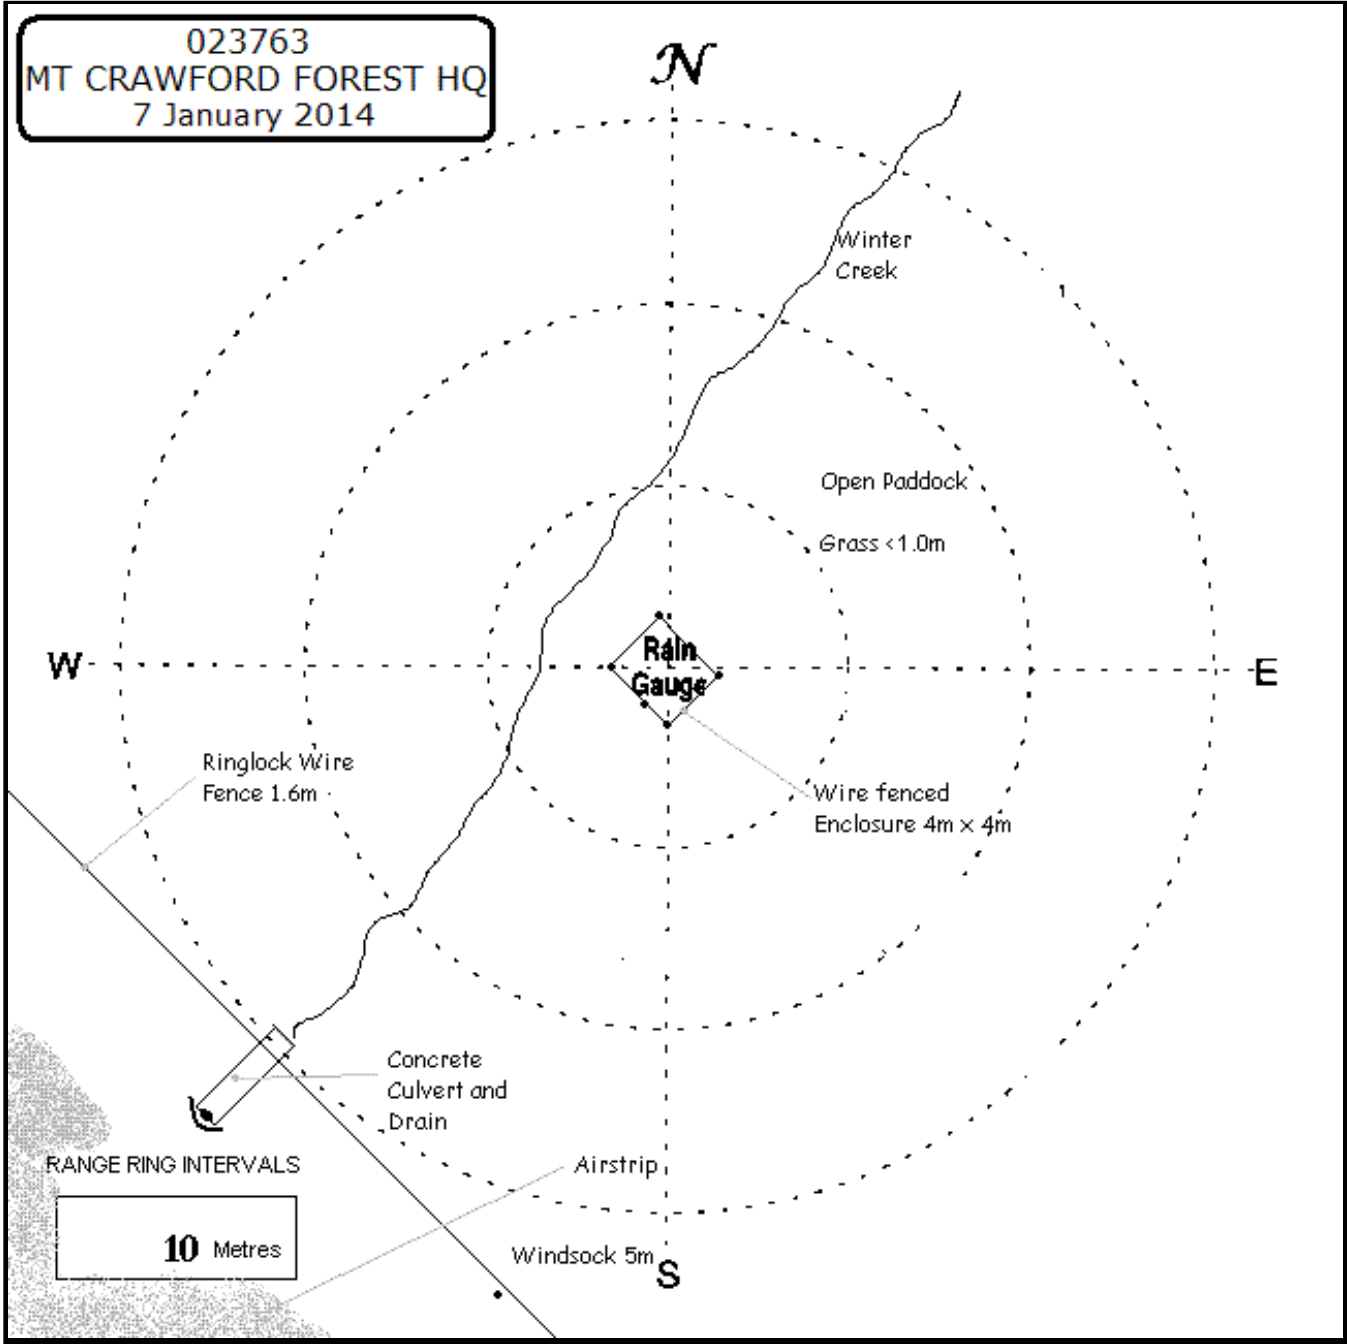 023763
MT CRAWFORD FOREST HQ
7 January 2014
N
Winter
Creek
Open Paddock
Grass <1.0m
Rain
Gauge
W
E
Ringlock Wire
Fence 1.6m
Wire fenced
Enclosure 4m x 4m
Concrete
Culvert and
Drain
RANGE RING INTERVALS
10 Metres
Airstrip
Windsock 5m
S